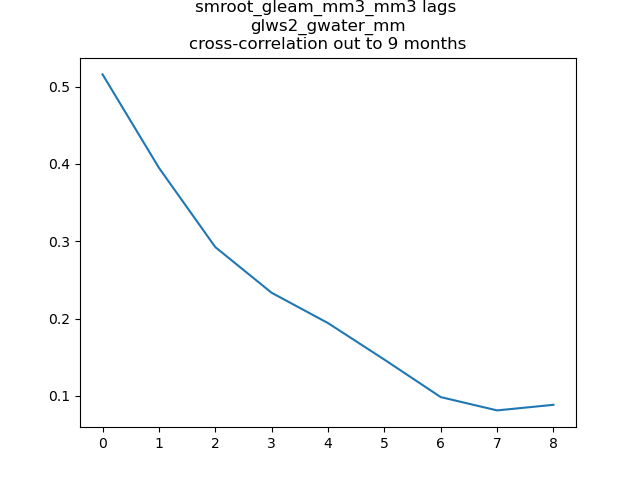 smroot_gleam_mm3_mm3 lags
glws2_gwater_mm
cross-correlation out to 9 months
0.5
0.4
0.3
0.2
0.1
0 1 2 3 4 5 6 7 8